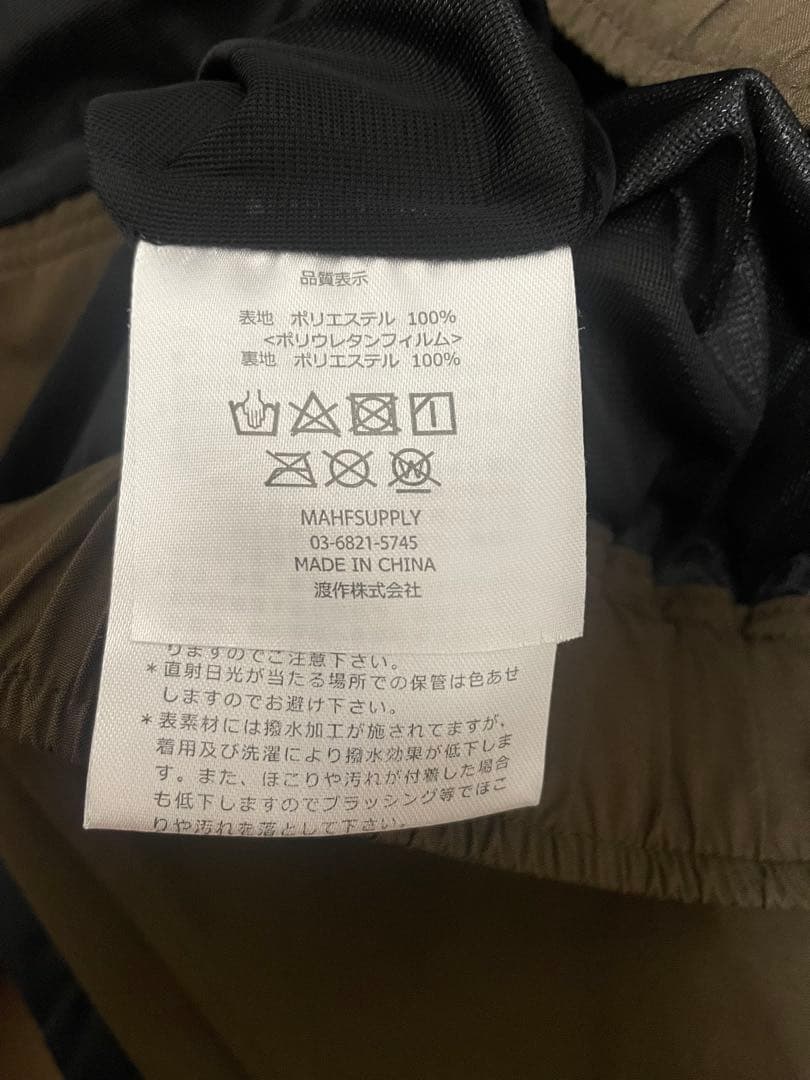 品質表示
表地 ポリエステル 100%
<ポリウレタンフィルム>
裏地 ポリエステル 100%
MAHFSUPPLY
03-6821-5745
MADE IN CHINA
渡作株式会社
りますのでご注意下さい。
*直射日光が当たる場所での保管は色あせ
しますのでお避け下さい。
*表素材には撥水加工が施されてますが、
着用及び洗濯により撥水効果が低下しま
す。また、ほこりや汚れが付着した場合
も低下しますのでブラッシング等でほこ
りや汚れを落として下さい。